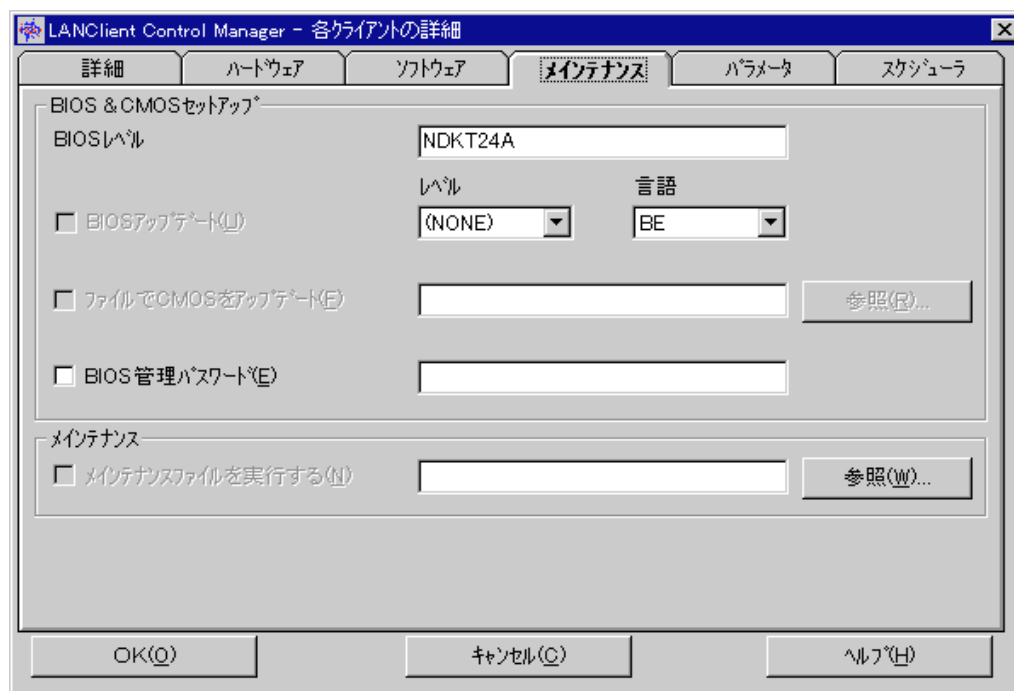 LANClient Control Manager - 各ｸﾗｲｱﾝﾄの詳細
詳細 ﾊｰﾄﾞｳｪｱ ｿﾌﾄｳｪｱ ﾒｲﾝﾃﾅﾝｽ ﾊﾟﾗﾒｰﾀ ｽｹｼﾞｭｰﾗ
BIOS & CMOSｾｯﾄｱｯﾌﾟ
BIOSﾚﾍﾞﾙ NDKT24A
ﾚﾍﾞﾙ 言語
BIOSｱｯﾌﾟﾃﾞｰﾄ(U) (NONE) BE
ﾌｧｲﾙでCMOSをｱｯﾌﾟﾃﾞｰﾄ(F) 参照(R)...
BIOS管理ﾊﾟｽﾜｰﾄﾞ(E)
ﾒｲﾝﾃﾅﾝｽ
ﾒｲﾝﾃﾅﾝｽﾌｧｲﾙを実行する(N) 参照(W)...
OK(O) ｷｬﾝｾﾙ(C) ﾍﾙﾌﾟ(H)